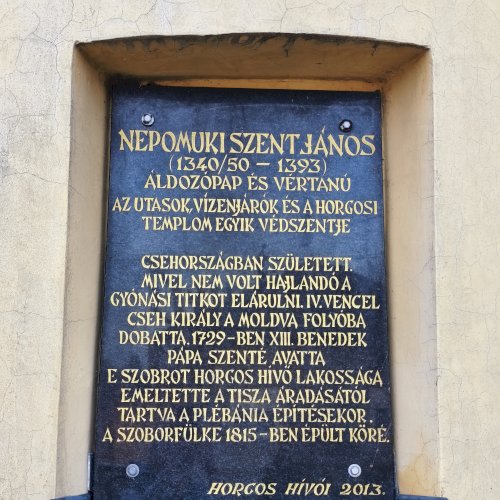 NEPOMUKI SZENT JÁNOS
(1340/50 – 1393)
ÁLDOZÓPAP ÉS VÉRTANÚ
AZ UTASOK, VÍZENJÁRÓK ÉS A HORGOSI
TEMPLOM EGYIK VÉDSZENTJE
CSEHORSZÁGBAN SZÜLETETT.
MIVEL NEM VOLT HAJLANDÓ A
GYÓNÁSI TITKOT ELÁRULNI, IV. VENCEL
CSEH KIRÁLY A MOLDVA FOLYÓBA
DOBATTA. 1729-BEN XIII. BENEDEK
PÁPA SZENTÉ AVATTA
E SZOBROT HORGOS HÍVŐ LAKOSSÁGA
EMELTETTE A TISZA ÁRADÁSÁTÓL
TARTVA A PLÉBÁNIA ÉPÍTÉSEKOR.
A SZOBORFÜLKE 1815-BEN ÉPÜLT KÖRÉ.
HORGOS HÍVŐI 2013.